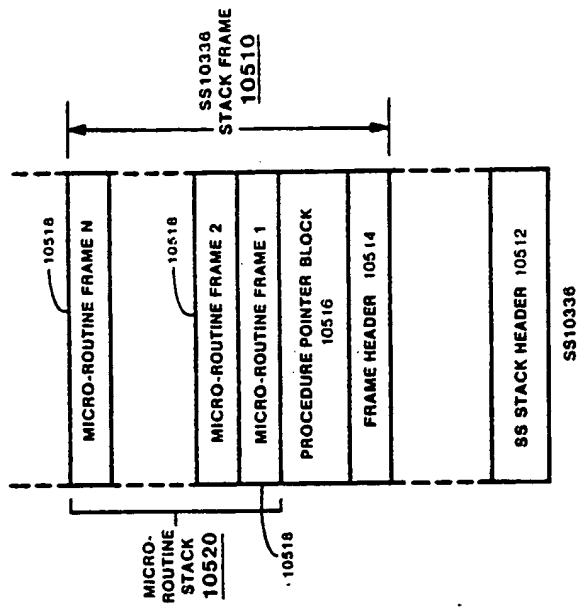 10518
MICRO-ROUTINE FRAME N
SS10336
STACK FRAME
10510
10518
MICRO-ROUTINE FRAME 2
MICRO-ROUTINE FRAME 1
MICRO-
ROUTINE
STACK
10520
10518
PROCEDURE POINTER BLOCK
10516
FRAME HEADER 10514
SS STACK HEADER 10512
SS10336